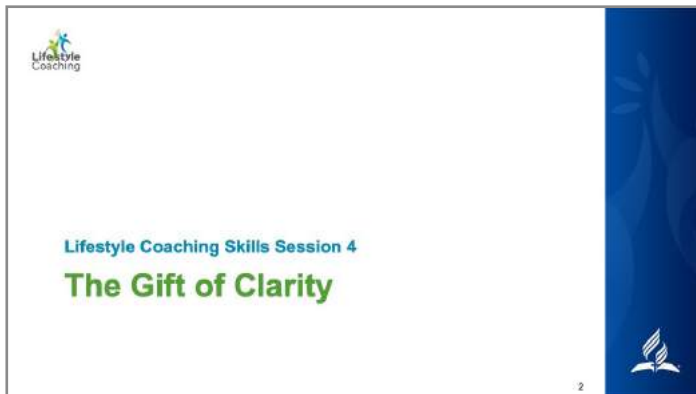 Lifestyle
Coaching
Lifestyle Coaching Skills Session 4
The Gift of Clarity
2